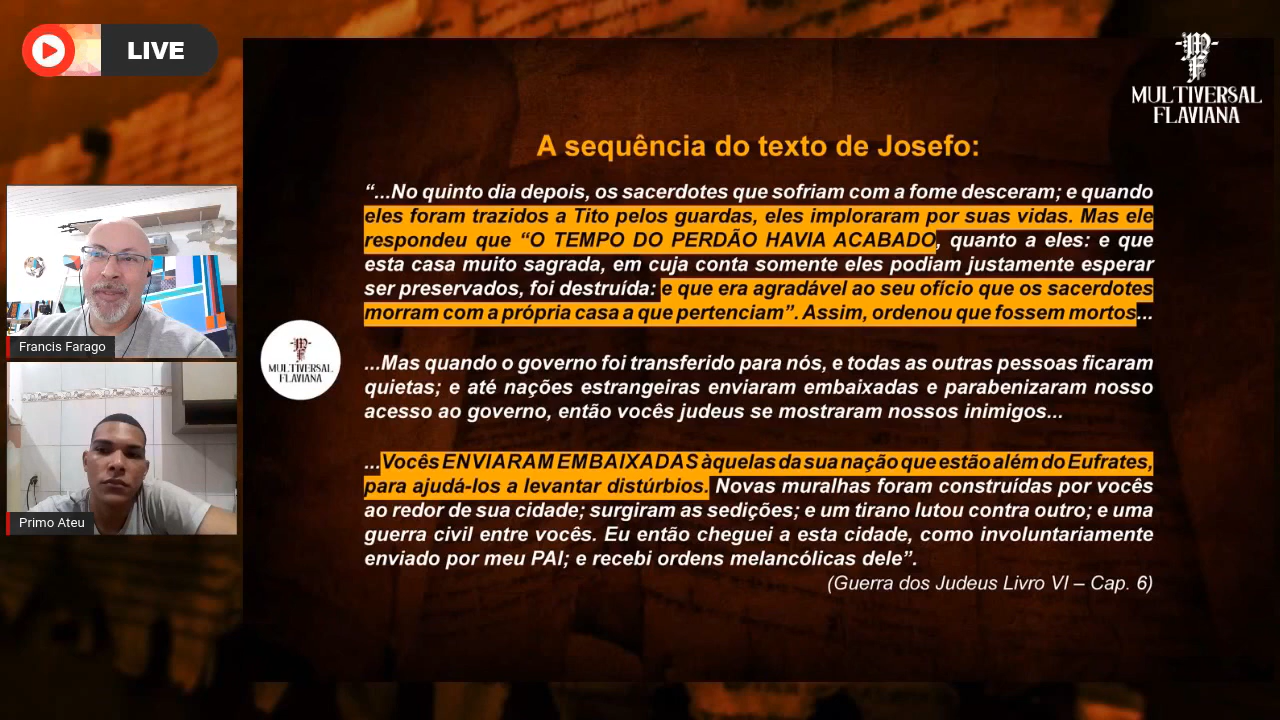 LIVE
MULTIVERSAL
FLAVIANA
A sequência do texto de Josefo:
“...No quinto dia depois, os sacerdotes que sofriam com a fome desceram; e quando
eles foram trazidos a Tito pelos guardas, eles imploraram por suas vidas. Mas ele
respondeu que “O TEMPO DO PERDÃO HAVIA ACABADO, quanto a eles: e que
esta casa muito sagrada, em cuja conta somente eles podiam justamente esperar
ser preservados, foi destruída: e que era agradável ao seu ofício que os sacerdotes
morram com a própria casa a que pertenciam”. Assim, ordenou que fossem mortos...
...Mas quando o governo foi transferido para nós, e todas as outras pessoas ficaram
quietas; e até nações estrangeiras enviaram embaixadas e parabenizaram nosso
acesso ao governo, então vocês judeus se mostraram nossos inimigos...
...Vocês ENVIARAM EMBAIXADAS àquelas da sua nação que estão além do Eufrates,
para ajudá-los a levantar distúrbios. Novas muralhas foram construídas por vocês
ao redor de sua cidade; surgiram as sedições; e um tirano lutou contra outro; e uma
guerra civil entre vocês. Eu então cheguei a esta cidade, como involuntariamente
enviado por meu PAI; e recebi ordens melancólicas dele”.
(Guerra dos Judeus Livro VI – Cap. 6)
MULTIVERSAL
FLAVIANA
Francis Farago
Primo Ateu